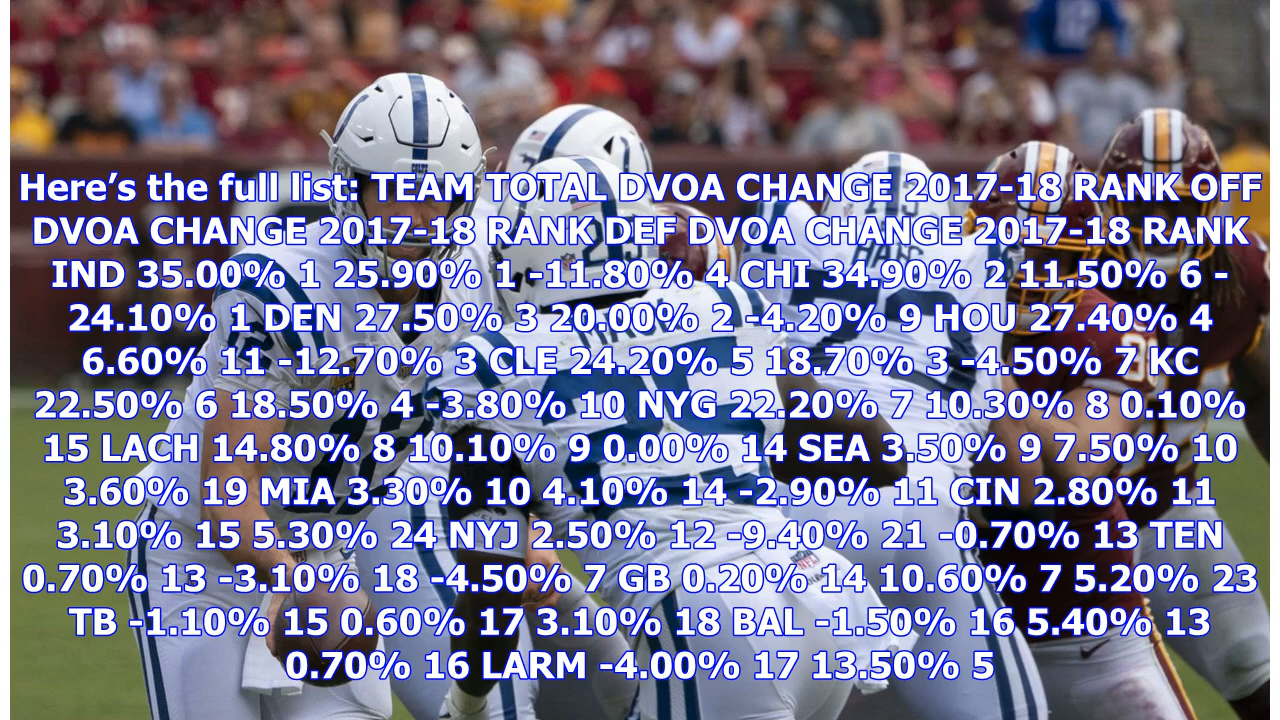 Here’s the full list: TEAM TOTAL DVOA CHANGE 2017-18 RANK OFF
DVOA CHANGE 2017-18 RANK DEF DVOA CHANGE 2017-18 RANK
IND 35.00% 1 25.90% 1 -11.80% 4 CHI 34.90% 2 11.50% 6 -
24.10% 1 DEN 27.50% 3 20.00% 2 -4.20% 9 HOU 27.40% 4
6.60% 11 -12.70% 3 CLE 24.20% 5 18.70% 3 -4.50% 7 KC
22.50% 6 18.50% 4 -3.80% 10 NYG 22.20% 7 10.30% 8 0.10%
15 LACH 14.80% 8 10.10% 9 0.00% 14 SEA 3.50% 9 7.50% 10
3.60% 19 MIA 3.30% 10 4.10% 14 -2.90% 11 CIN 2.80% 11
3.10% 15 5.30% 24 NYJ 2.50% 12 -9.40% 21 -0.70% 13 TEN
0.70% 13 -3.10% 18 -4.50% 7 GB 0.20% 14 10.60% 7 5.20% 23
TB -1.10% 15 0.60% 17 3.10% 18 BAL -1.50% 16 5.40% 13
0.70% 16 LARM -4.00% 17 13.50% 5